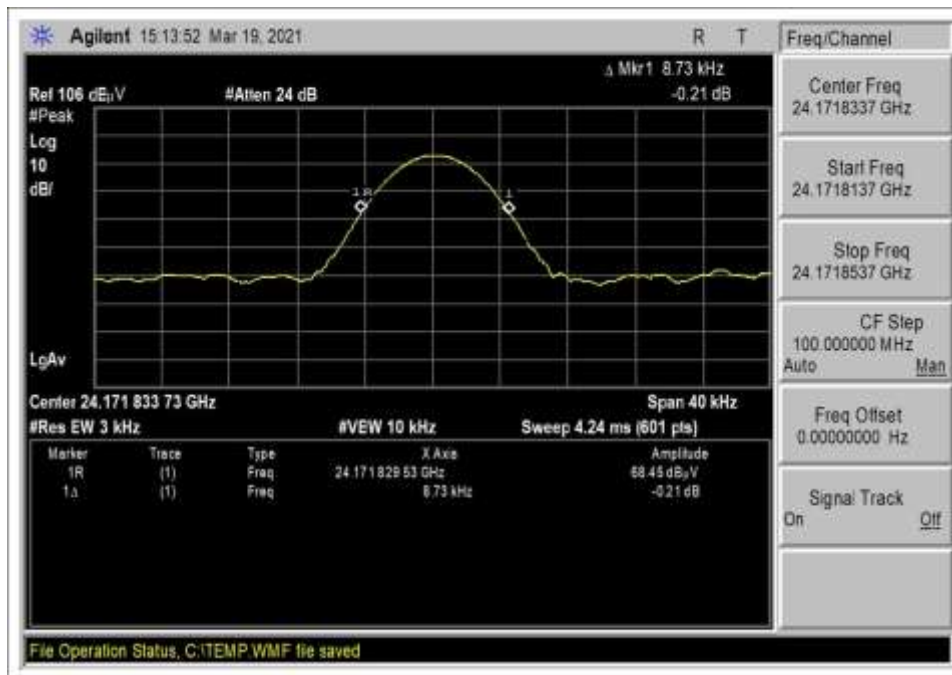 Agilent 15:13:52 Mar 19, 2021 R T
Δ Mkr1 8.73 kHz
Ref 106 dBµV #Atten 24 dB -0.21 dB
#Peak
Log
10
dB/
1R 1
LgAv
Center 24.171 833 73 GHz Span 40 kHz
#Res BW 3 kHz #VBW 10 kHz Sweep 4.24 ms (601 pts)
Marker Trace Type X Axis Amplitude
1R (1) Freq 24.171 829 53 GHz 68.45 dBµV
1Δ (1) Freq 8.73 kHz -0.21 dB
File Operation Status, C:\TEMP.WMF file saved
Freq/Channel
Center Freq
24.1718337 GHz
Start Freq
24.1718137 GHz
Stop Freq
24.1718537 GHz
CF Step
100.000000 MHz
Auto Man
Freq Offset
0.00000000 Hz
Signal Track
On Off